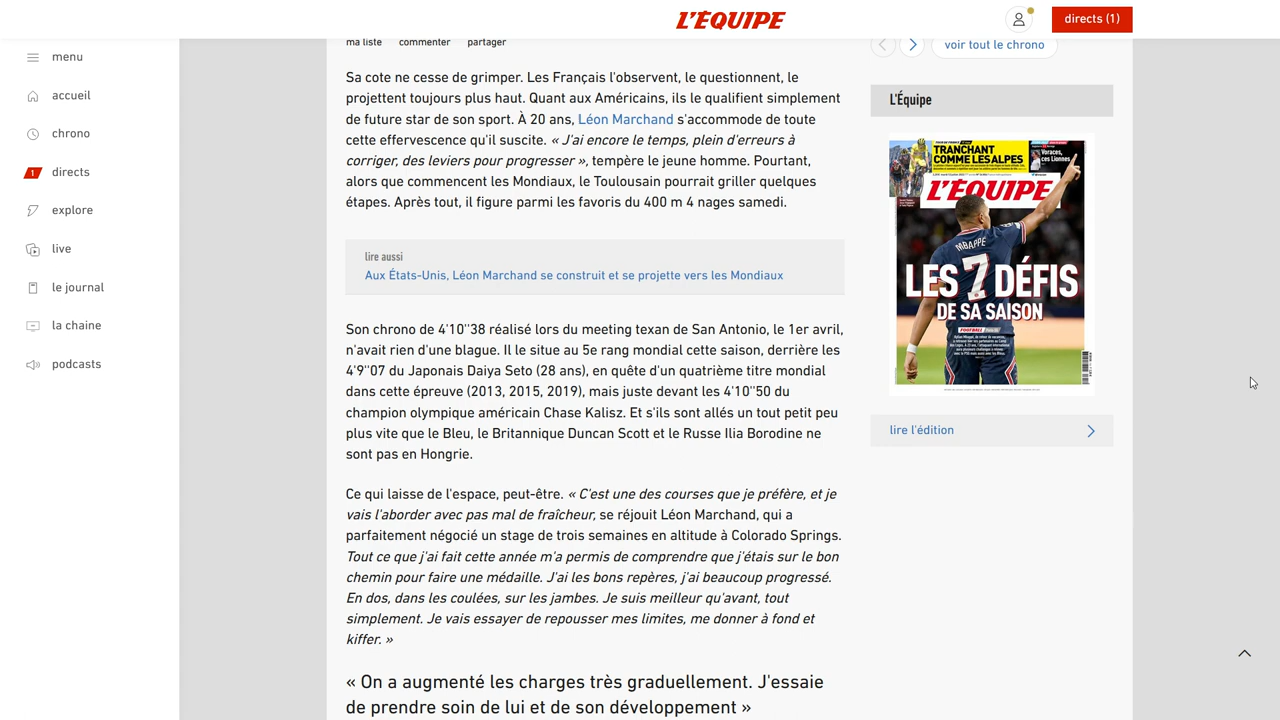 L'ÉQUIPE
directs (1)
menu
accueil
chrono
1
directs
explore
live
le journal
la chaine
podcasts
ma liste commenter partager
Sa cote ne cesse de grimper. Les Français l'observent, le questionnent, le
projettent toujours plus haut. Quant aux Américains, ils le qualifient simplement
de future star de son sport. À 20 ans, Léon Marchand s'accommode de toute
cette effervescence qu'il suscite. « J'ai encore le temps, plein d'erreurs à
corriger, des leviers pour progresser », tempère le jeune homme. Pourtant,
alors que commencent les Mondiaux, le Toulousain pourrait griller quelques
étapes. Après tout, il figure parmi les favoris du 400 m 4 nages samedi.
lire aussi
Aux États-Unis, Léon Marchand se construit et se projette vers les Mondiaux
Son chrono de 4'10''38 réalisé lors du meeting texan de San Antonio, le 1er avril,
n'avait rien d'une blague. Il le situe au 5e rang mondial cette saison, derrière les
4'9''07 du Japonais Daiya Seto (28 ans), en quête d'un quatrième titre mondial
dans cette épreuve (2013, 2015, 2019), mais juste devant les 4'10''50 du
champion olympique américain Chase Kalisz. Et s'ils sont allés un tout petit peu
plus vite que le Bleu, le Britannique Duncan Scott et le Russe Ilia Borodine ne
sont pas en Hongrie.
Ce qui laisse de l'espace, peut-être. « C'est une des courses que je préfère, et je
vais l'aborder avec pas mal de fraîcheur, se réjouit Léon Marchand, qui a
parfaitement négocié un stage de trois semaines en altitude à Colorado Springs.
Tout ce que j'ai fait cette année m'a permis de comprendre que j'étais sur le bon
chemin pour faire une médaille. J'ai les bons repères, j'ai beaucoup progressé.
En dos, dans les coulées, sur les jambes. Je suis meilleur qu'avant, tout
simplement. Je vais essayer de repousser mes limites, me donner à fond et
kiffer. »
« On a augmenté les charges très graduellement. J'essaie
de prendre soin de lui et de son développement »
voir tout le chrono
L'Équipe
TRANCHANT
COMME LES ALPES
Voraces,
ces Lionnes
L'ÉQUIPE
MBAPPÉ
LES 7 DÉFIS
DE SA SAISON
FOOTBALL
lire l'édition